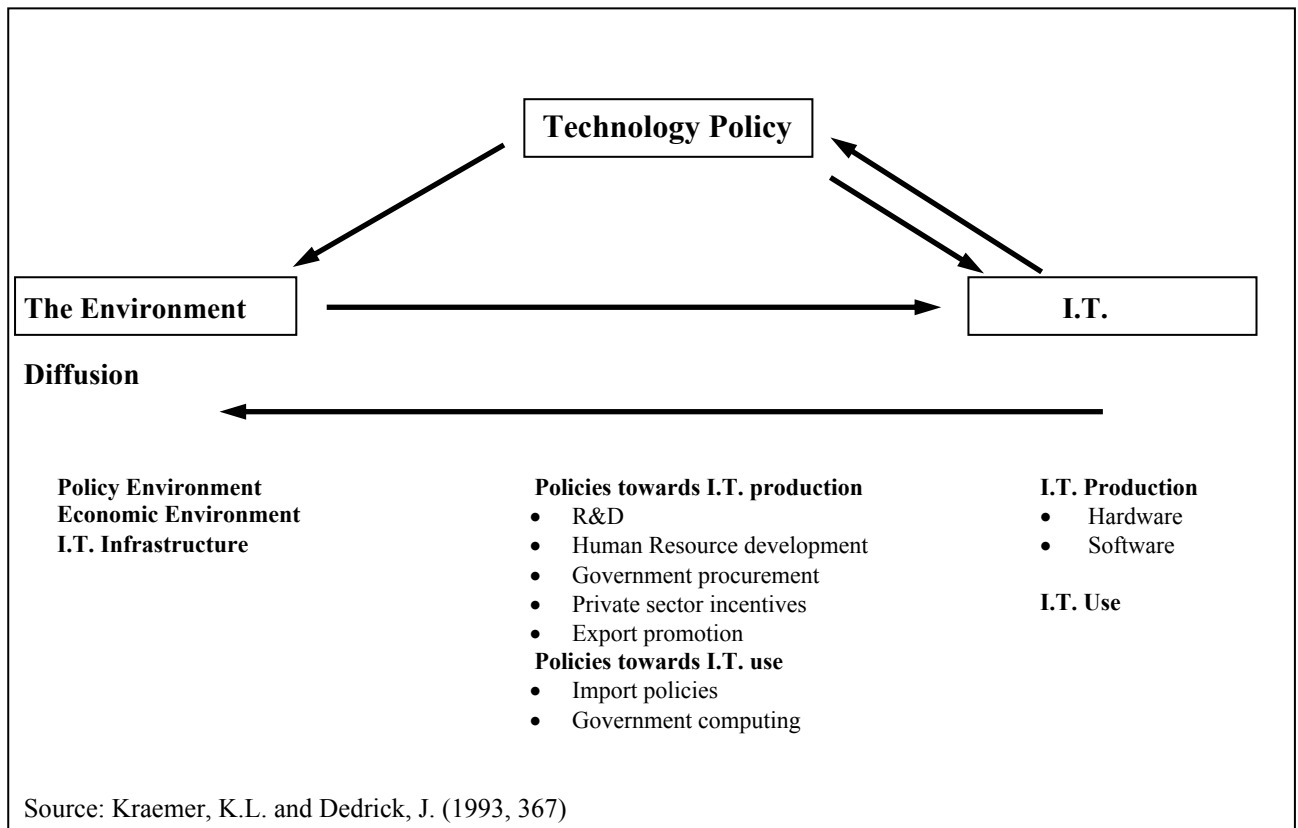 Technology Policy
The Environment
I.T.
Diffusion
Policy Environment
Economic Environment
I.T. Infrastructure
Policies towards I.T. production
• R&D
• Human Resource development
• Government procurement
• Private sector incentives
• Export promotion
Policies towards I.T. use
• Import policies
• Government computing
I.T. Production
• Hardware
• Software
I.T. Use
Source: Kraemer, K.L. and Dedrick, J. (1993, 367)